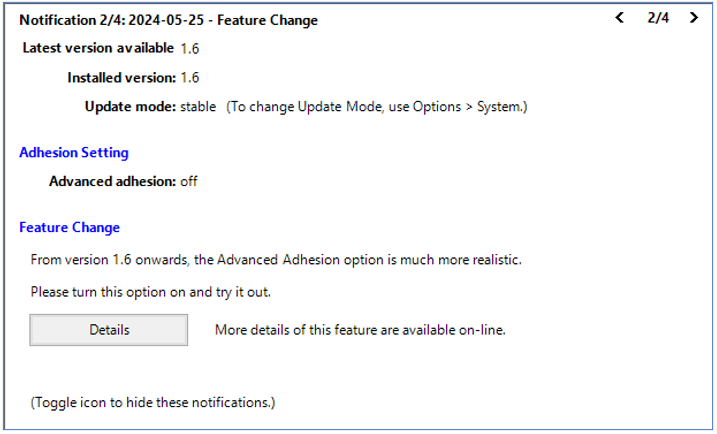 Notification 2/4: 2024-05-25 - Feature Change < 2/4 >
Latest version available 1.6
Installed version: 1.6
Update mode: stable (To change Update Mode, use Options > System.)
Adhesion Setting
Advanced adhesion: off
Feature Change
From version 1.6 onwards, the Advanced Adhesion option is much more realistic.
Please turn this option on and try it out.
Details More details of this feature are available on-line.
(Toggle icon to hide these notifications.)